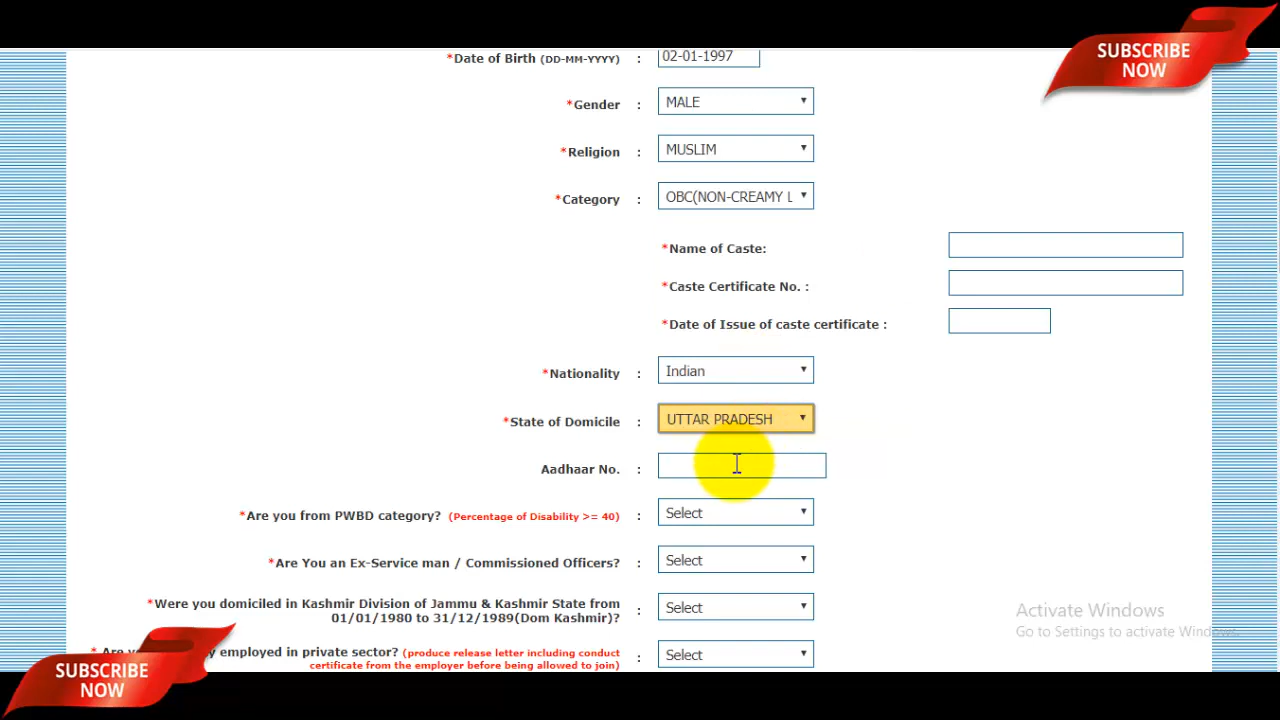 SUBSCRIBE
NOW
*Date of Birth (DD-MM-YYYY) : 02-01-1997
*Gender : MALE
*Religion : MUSLIM
*Category : OBC(NON-CREAMY L
*Name of Caste:
*Caste Certificate No. :
*Date of Issue of caste certificate :
*Nationality : Indian
*State of Domicile : UTTAR PRADESH
Aadhaar No. :
*Are you from PWBD category? (Percentage of Disability >= 40) : Select
*Are You an Ex-Service man / Commissioned Officers? : Select
*Were you domiciled in Kashmir Division of Jammu & Kashmir State from
01/01/1980 to 31/12/1989(Dom Kashmir)? : Select
Activate Windows
Go to Settings to activate Windows.
* employed in private sector? (produce release letter including conduct
certificate from the employer before being allowed to join) : Select
SUBSCRIBE
NOW